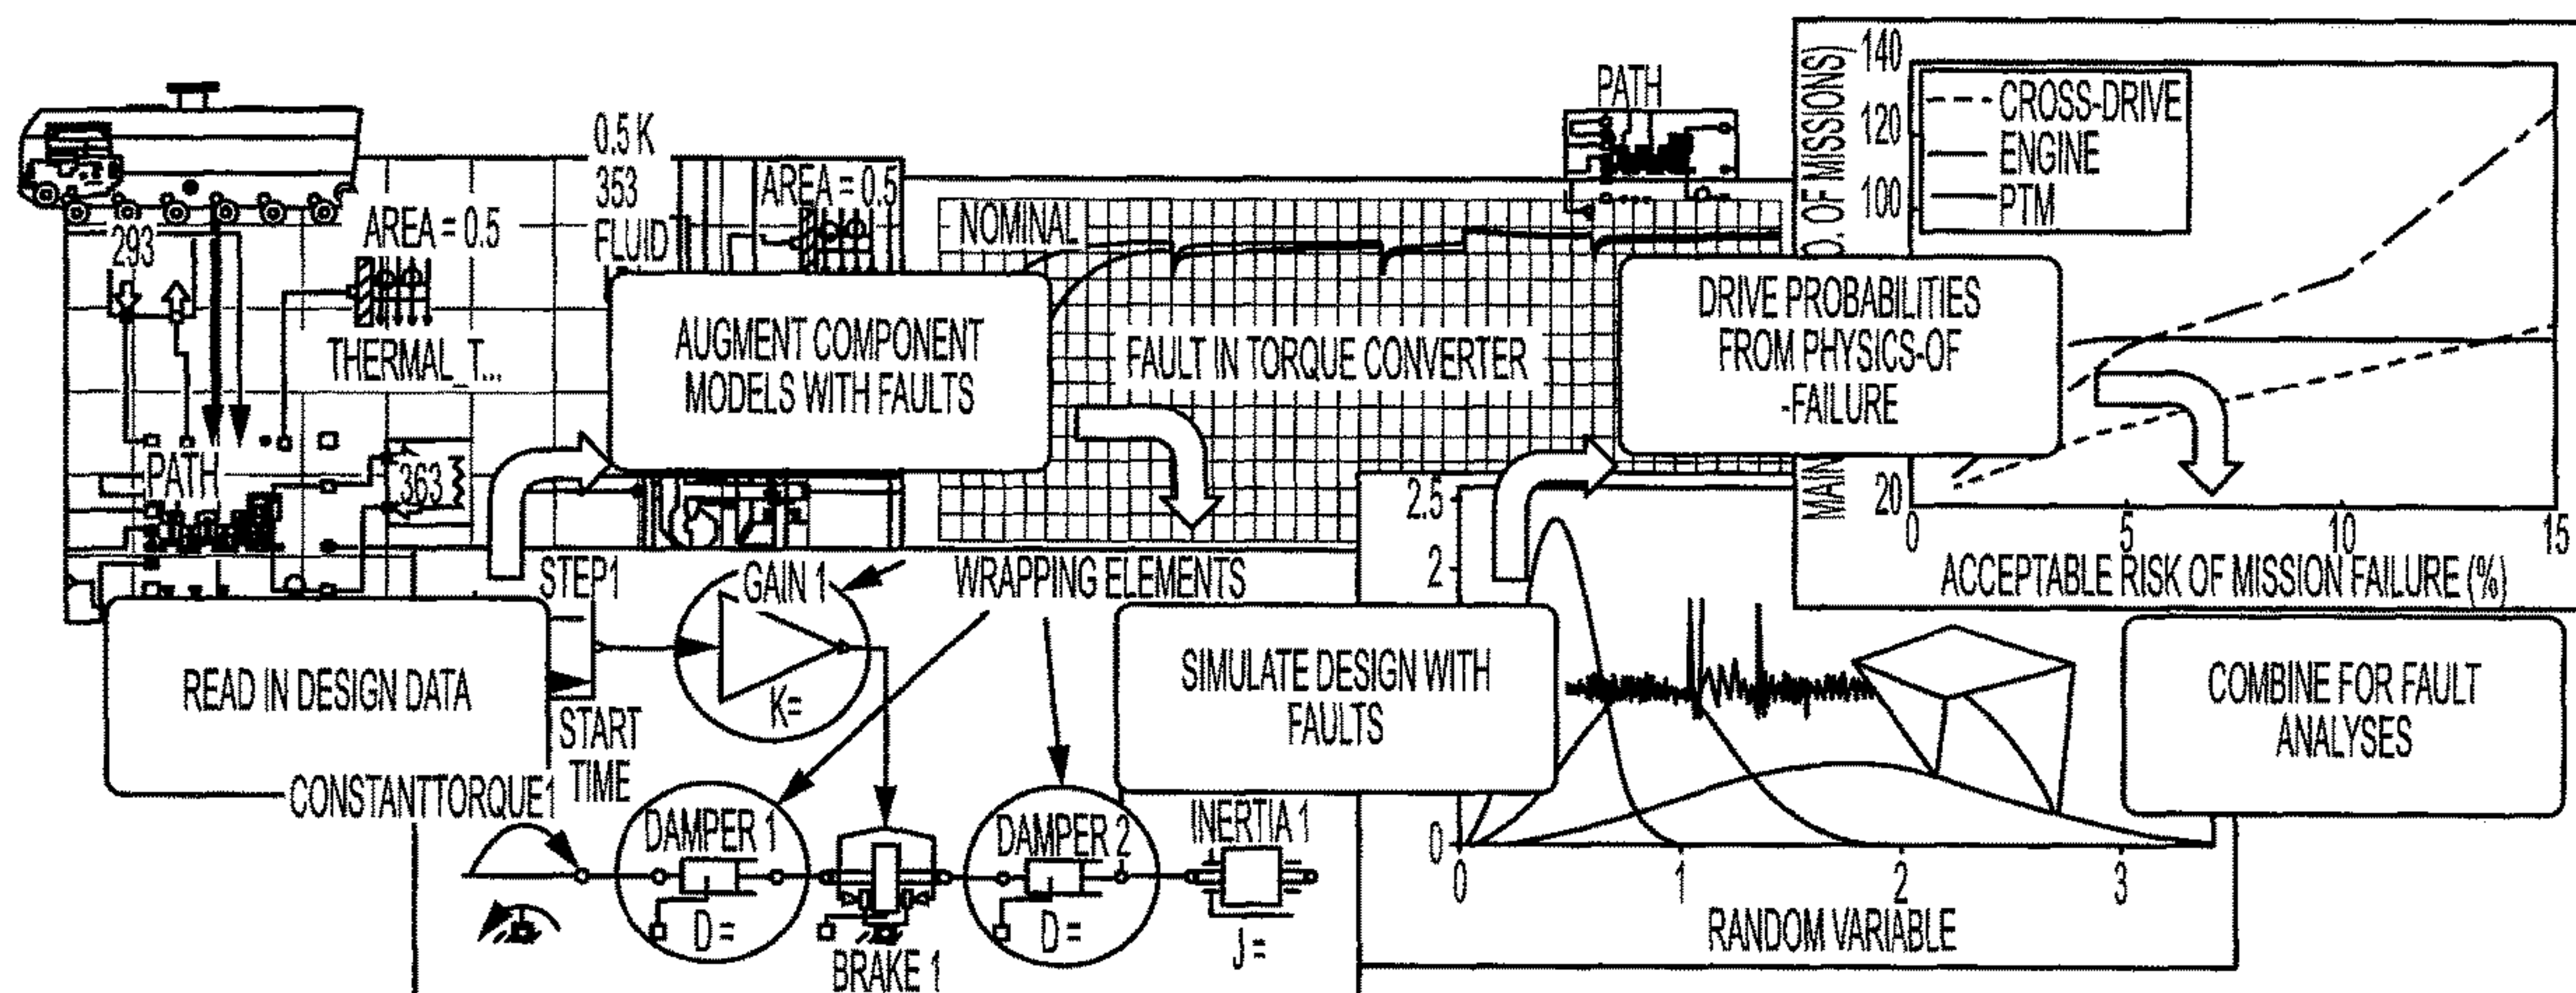 293
AREA = 0.5
THERMAL_T...
PATH
363
0.5 K
353
FLUID
AREA = 0.5
READ IN DESIGN DATA
AUGMENT COMPONENT
MODELS WITH FAULTS
NOMINAL
FAULT IN TORQUE CONVERTER
PATH
STEP1
START
TIME
GAIN 1
K=
WRAPPING ELEMENTS
CONSTANTTORQUE1
DAMPER 1
D =
BRAKE 1
DAMPER 2
D =
INERTIA 1
J =
SIMULATE DESIGN WITH
FAULTS
2.5
2
0
0
1
2
3
RANDOM VARIABLE
DRIVE PROBABILITIES
FROM PHYSICS-OF
-FAILURE
OF MISSIONS)
140
120
100
20
CROSS-DRIVE
ENGINE
PTM
0
5
10
15
ACCEPTABLE RISK OF MISSION FAILURE (%)
COMBINE FOR FAULT
ANALYSES